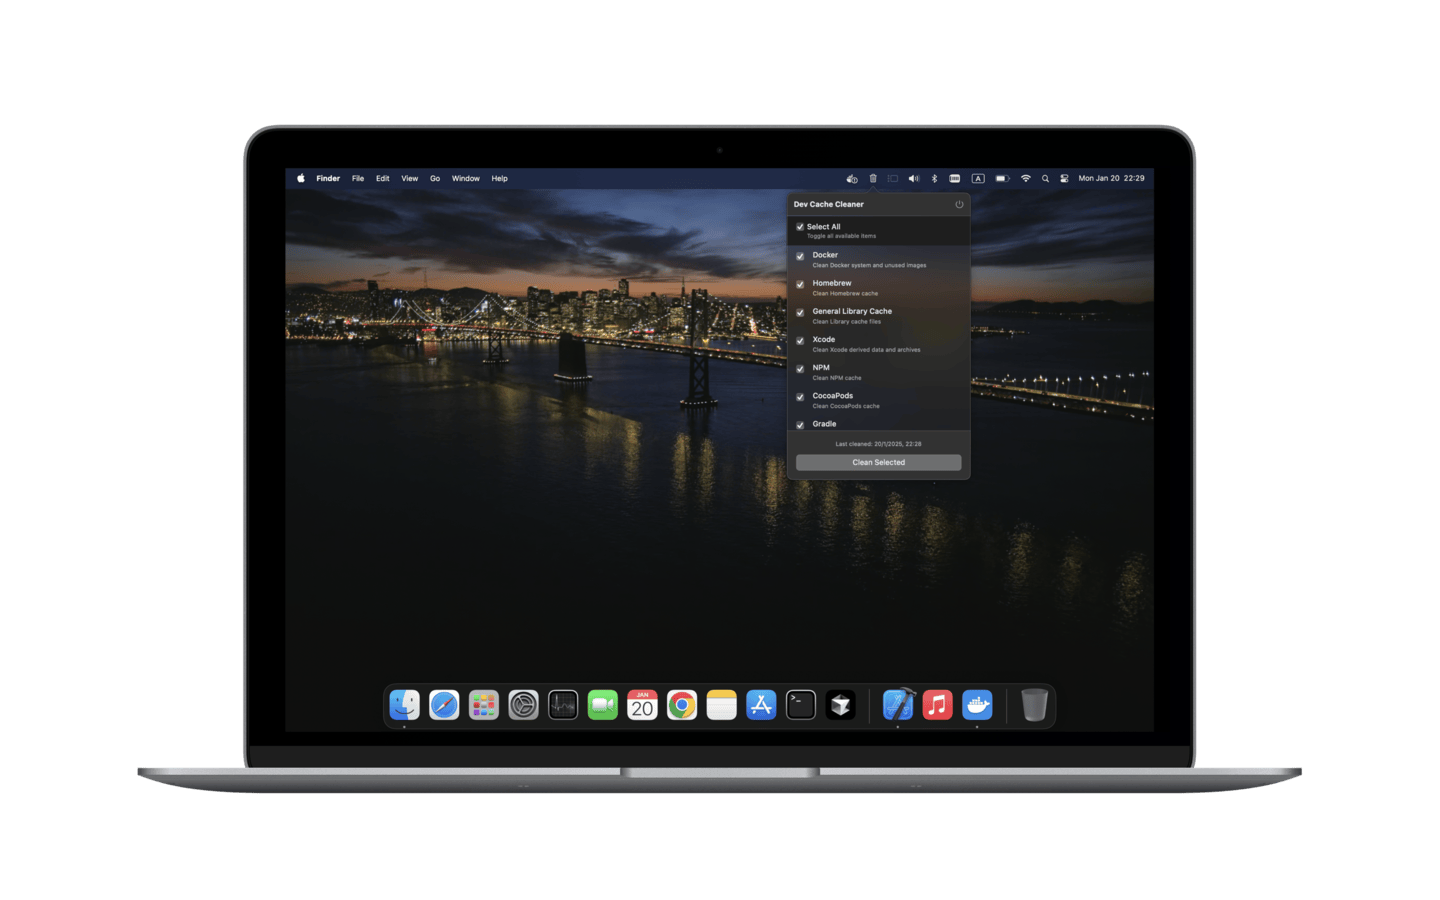 Finder File Edit View Go Window Help A Mon Jan 20 22:29
Dev Cache Cleaner
Select All
Toggle all available items
Docker
Clean Docker system and unused images
Homebrew
Clean Homebrew cache
General Library Cache
Clean Library cache files
Xcode
Clean Xcode derived data and archives
NPM
Clean NPM cache
CocoaPods
Clean CocoaPods cache
Gradle
Last cleaned: 20/1/2025, 22:28
Clean Selected
JAN
20